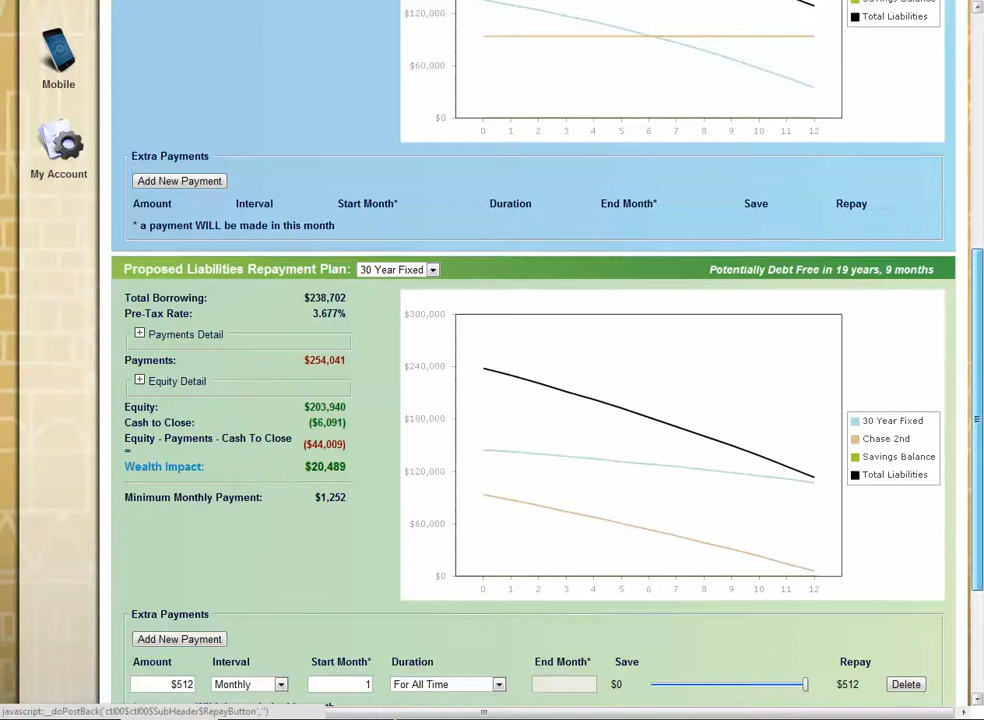 $120,000
Savings Balance
Total Liabilities
$60,000
$0
0 1 2 3 4 5 6 7 8 9 10 11 12
Mobile
My Account
Extra Payments
Add New Payment
Amount Interval Start Month* Duration End Month* Save Repay
* a payment WILL be made in this month
Proposed Liabilities Repayment Plan: 30 Year Fixed Potentially Debt Free in 19 years, 9 months
Total Borrowing: $238,702
Pre-Tax Rate: 3.677%
Payments Detail
Payments: $254,041
Equity Detail
Equity: $203,940
Cash to Close: ($6,091)
Equity - Payments - Cash To Close
= ($44,009)
Wealth Impact: $20,489
Minimum Monthly Payment: $1,252
$300,000
$240,000
$180,000
$120,000
$60,000
$0
0 1 2 3 4 5 6 7 8 9 10 11 12
30 Year Fixed
Chase 2nd
Savings Balance
Total Liabilities
Extra Payments
Add New Payment
Amount Interval Start Month* Duration End Month* Save Repay
$512 Monthly 1 For All Time $0 $512 Delete
javascript:__doPostBack('ctl00$ctl00$SubHeader$RepayButton','')